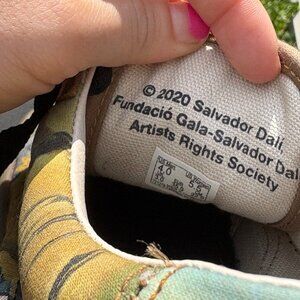 © 2020 Salvador Dalí,
Fundació Gala-Salvador Dalí
Artists Rights Society